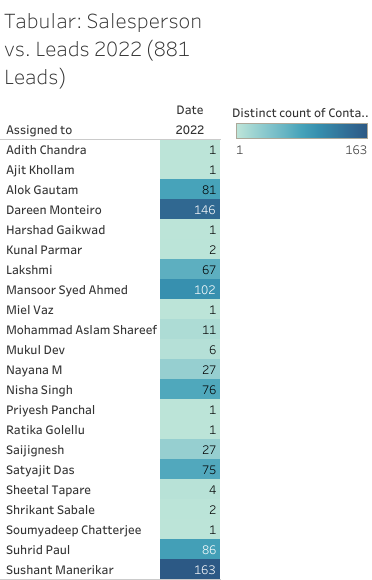 Tabular: Salesperson
vs. Leads 2022 (881
Leads)
Date
Assigned to 2022
Distinct count of Conta..
1 163
Adith Chandra 1
Ajit Khollam 1
Alok Gautam 81
Dareen Monteiro 146
Harshad Gaikwad 1
Kunal Parmar 2
Lakshmi 67
Mansoor Syed Ahmed 102
Miel Vaz 1
Mohammad Aslam Shareef 11
Mukul Dev 6
Nayana M 27
Nisha Singh 76
Priyesh Panchal 1
Ratika Golellu 1
Saijignesh 27
Satyajit Das 75
Sheetal Tapare 4
Shrikant Sabale 2
Soumyadeep Chatterjee 1
Suhrid Paul 86
Sushant Manerikar 163